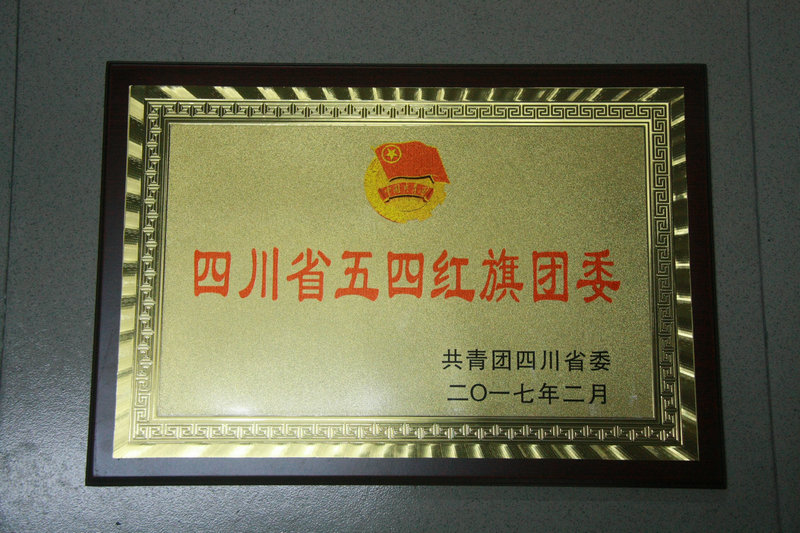 四川省五四红旗团委
共青团四川省委
二〇一七年二月